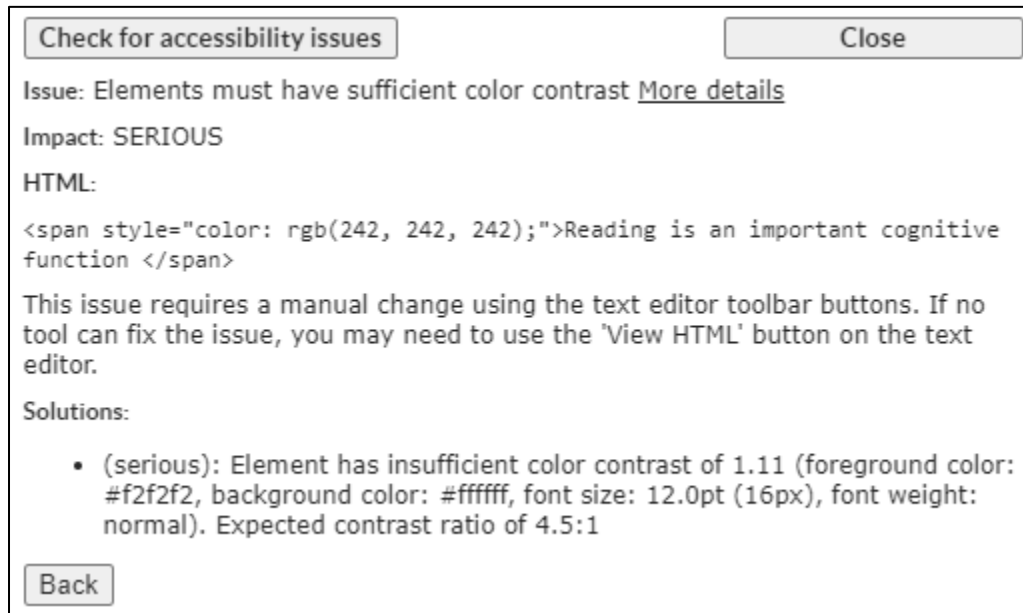 Check for accessibility issues
Close
Issue: Elements must have sufficient color contrast More details
Impact: SERIOUS
HTML:
<span style="color: rgb(242, 242, 242);">Reading is an important cognitive
function </span>
This issue requires a manual change using the text editor toolbar buttons. If no
tool can fix the issue, you may need to use the 'View HTML' button on the text
editor.
Solutions:
• (serious): Element has insufficient color contrast of 1.11 (foreground color:
#f2f2f2, background color: #ffffff, font size: 12.0pt (16px), font weight:
normal). Expected contrast ratio of 4.5:1
Back